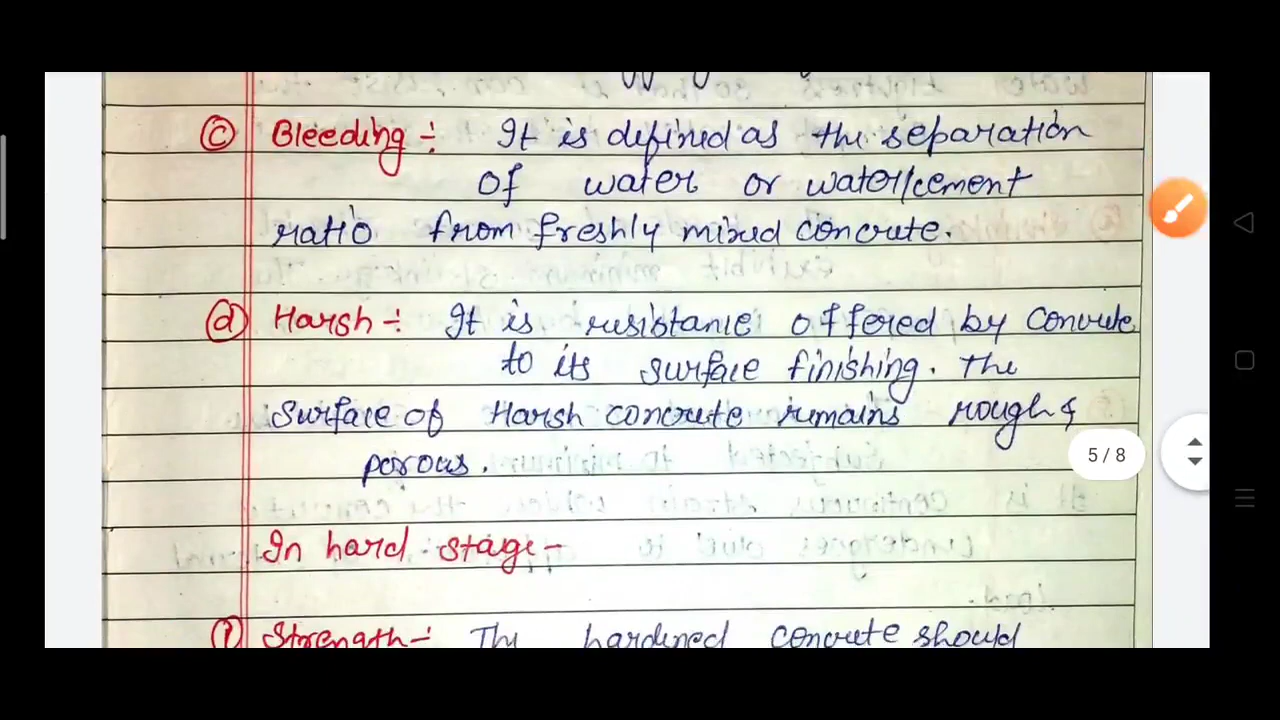 (c) Bleeding :- It is defined as the separation
of water or water/cement
ratio from freshly mixed concrete.
(d) Harsh :- It is resistance offered by concrete
to its surface finishing. The
surface of Harsh concrete remains rough &
porous.
5 / 8
In hard stage -
(1) Strength :- The hardened concrete should